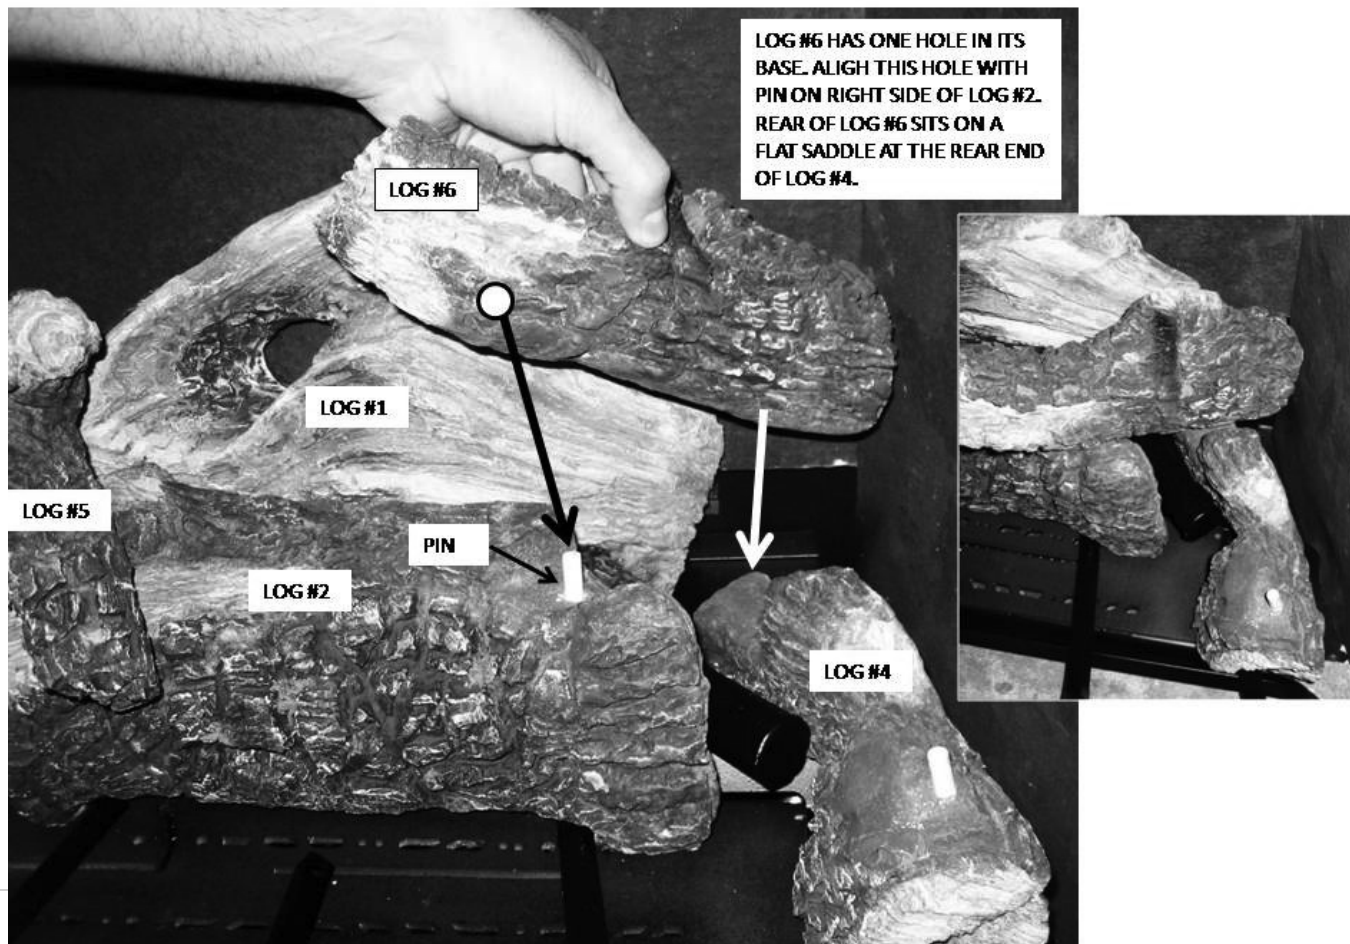 LOG #6 HAS ONE HOLE IN ITS
BASE. ALIGH THIS HOLE WITH
PIN ON RIGHT SIDE OF LOG #2.
REAR OF LOG #6 SITS ON A
FLAT SADDLE AT THE REAR END
OF LOG #4.
LOG #6
LOG #1
LOG #5
PIN
LOG #2
LOG #4